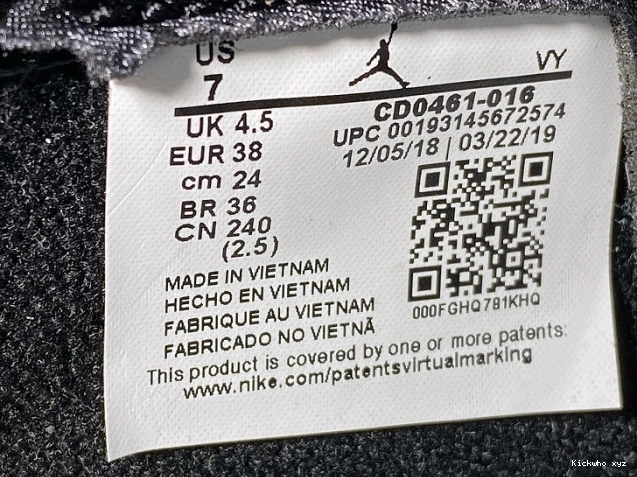 US
7
VY
UK 4.5
EUR 38
cm 24
BR 36
CN 240
(2.5)
CD0461-016
UPC 00193145672574
12/05/18 | 03/22/19
000FGHQ781KHQ
MADE IN VIETNAM
HECHO EN VIETNAM
FABRIQUE AU VIETNAM
FABRICADO NO VIETNÃ
This product is covered by one or more patents:
www.nike.com/patentsvirtualmarking
Kickwho xyz